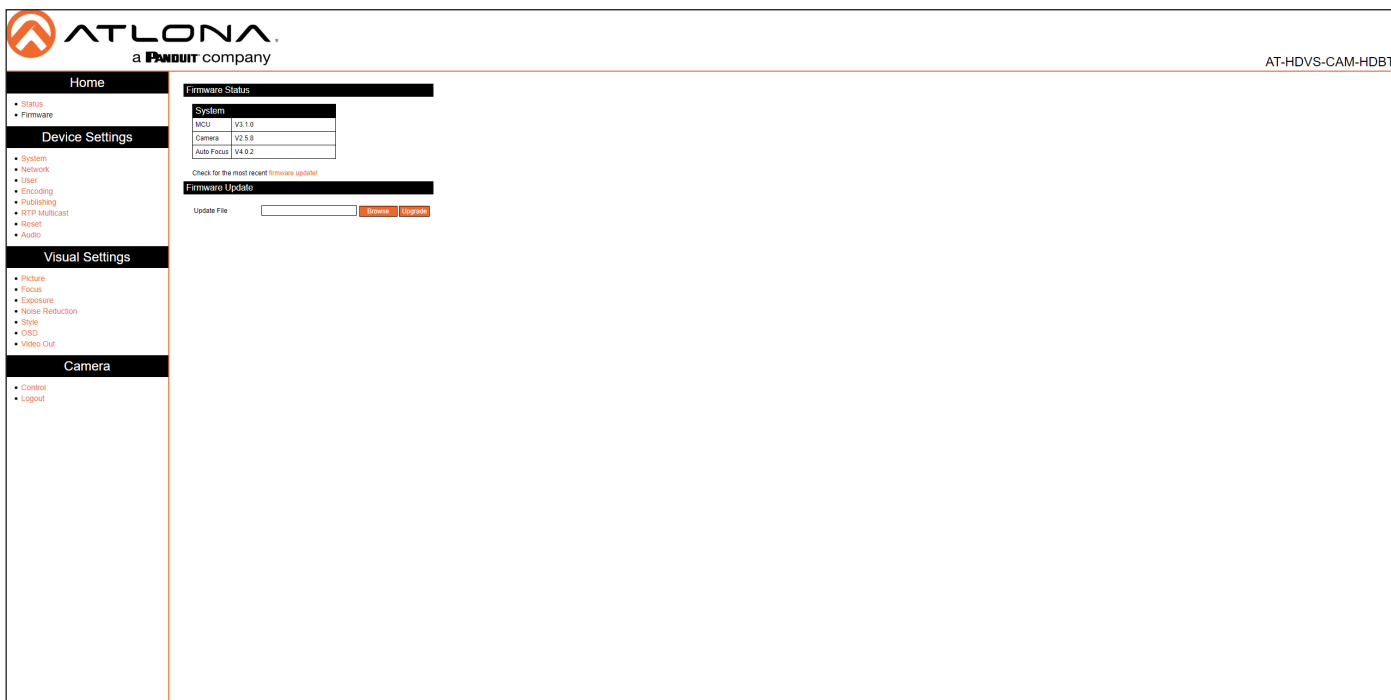 ATLONA.
a PANDUIT company
AT-HDVS-CAM-HDBT
Home
• Status
• Firmware
Device Settings
• System
• Network
• User
• Encoding
• Publishing
• RTP Multicast
• Reset
• Audio
Visual Settings
• Picture
• Focus
• Exposure
• Noise Reduction
• Style
• OSD
• Video Out
Camera
• Control
• Logout
Firmware Status
System
MCU V3.1.0
Camera V2.5.8
Auto Focus V4.0.2
Check for the most recent firmware update!
Firmware Update
Update File Browse Upgrade